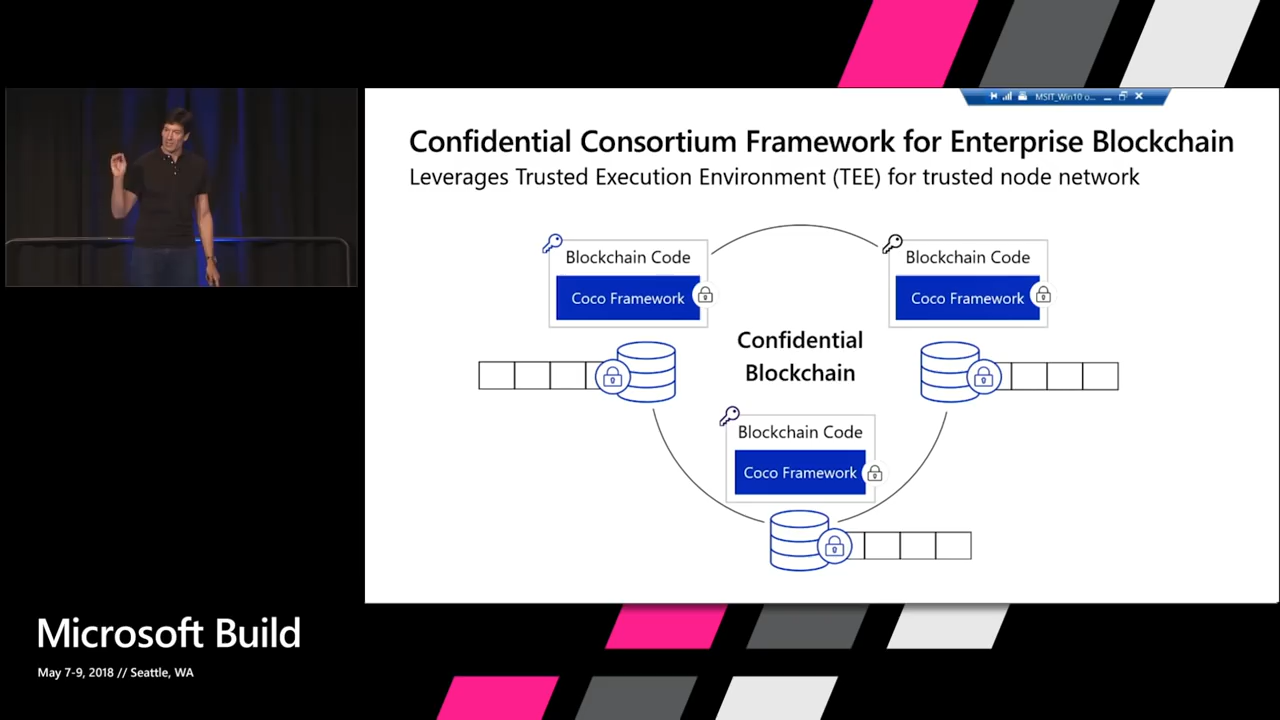 MSIT_Win10 o...
Confidential Consortium Framework for Enterprise Blockchain
Leverages Trusted Execution Environment (TEE) for trusted node network
Blockchain Code
Coco Framework
Blockchain Code
Coco Framework
Confidential
Blockchain
Blockchain Code
Coco Framework
Microsoft Build
May 7-9, 2018 // Seattle, WA